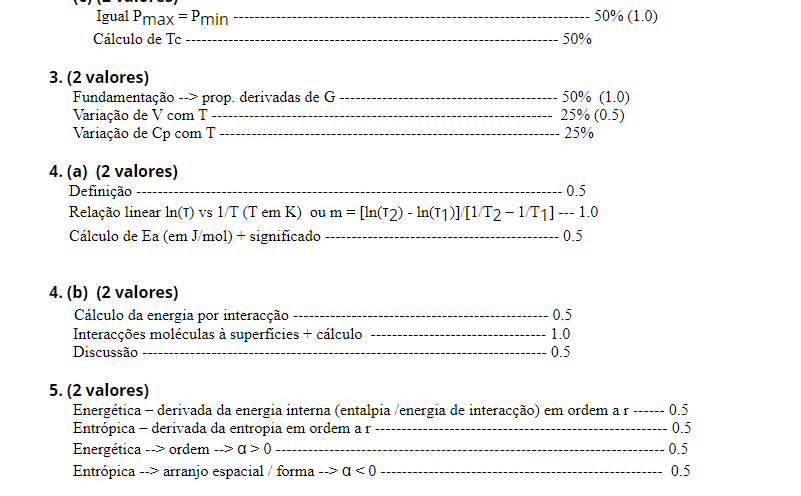 (c) (2 valores)
Igual Pmax = Pmin ------------------------------------------------------------------ 50% (1.0)
Cálculo de Tc --------------------------------------------------------------------- 50%
3. (2 valores)
Fundamentação --> prop. derivadas de G ---------------------------------------- 50% (1.0)
Variação de V com T --------------------------------------------------------------- 25% (0.5)
Variação de Cp com T --------------------------------------------------------------- 25%
4. (a) (2 valores)
Definição ------------------------------------------------------------------------------- 0.5
Relação linear ln(τ) vs 1/T (T em K) ou m = [ln(τ2) - ln(τ1)]/[1/T2 – 1/T1] --- 1.0
Cálculo de Ea (em J/mol) + significado ------------------------------------------- 0.5
4. (b) (2 valores)
Cálculo da energia por interacção ----------------------------------------------- 0.5
Interacções moléculas à superfícies + cálculo -------------------------------- 1.0
Discussão --------------------------------------------------------------------------- 0.5
5. (2 valores)
Energética – derivada da energia interna (entalpia /energia de interacção) em ordem a r ------ 0.5
Entrópica – derivada da entropia em ordem a r ------------------------------------------------------ 0.5
Energética --> ordem --> α > 0 ------------------------------------------------------------------------ 0.5
Entrópica --> arranjo espacial / forma --> α < 0 ---------------------------------------------------- 0.5